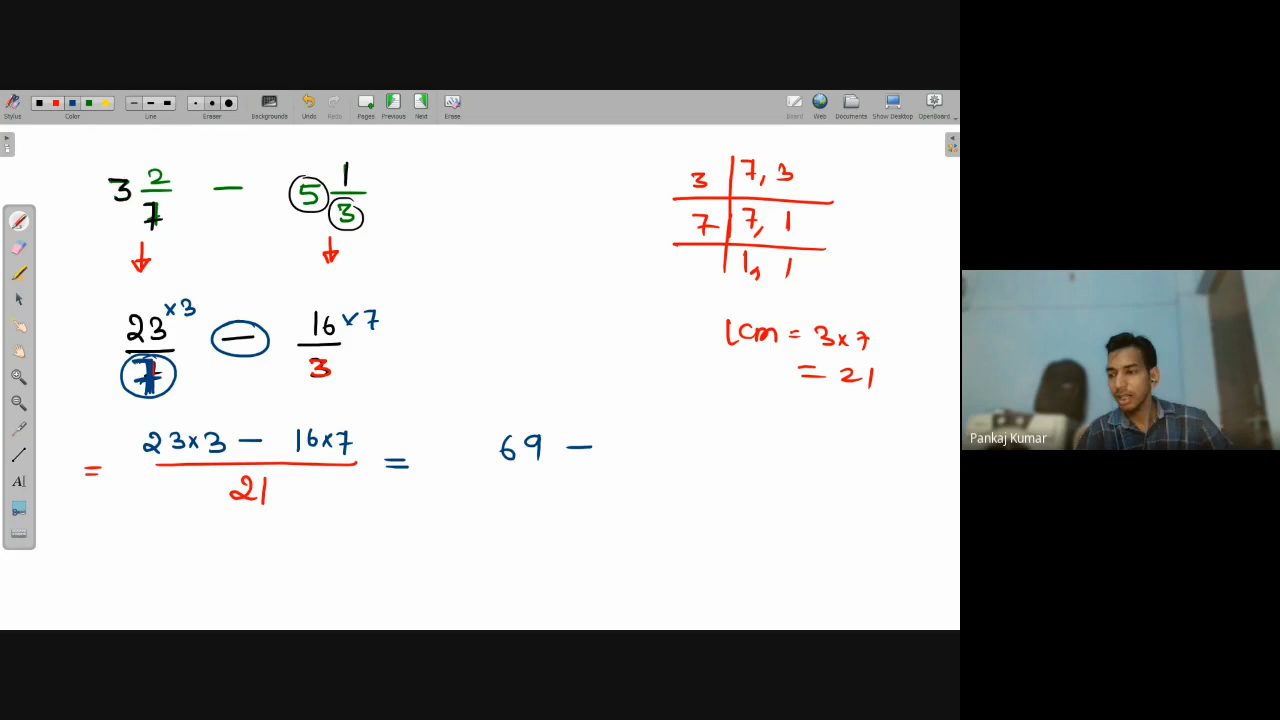 Stylus Color Line Eraser Backgrounds Undo Redo Pages Previous Next Erase Board Web Documents Show Desktop OpenBoard
3 2/7 − 5 1/3
3 | 7, 3
7 | 7, 1
1, 1
23/7 ×3 − 16/3 ×7
LCM = 3×7
= 21
= 23×3 − 16×7 / 21 = 69 −
Pankaj Kumar